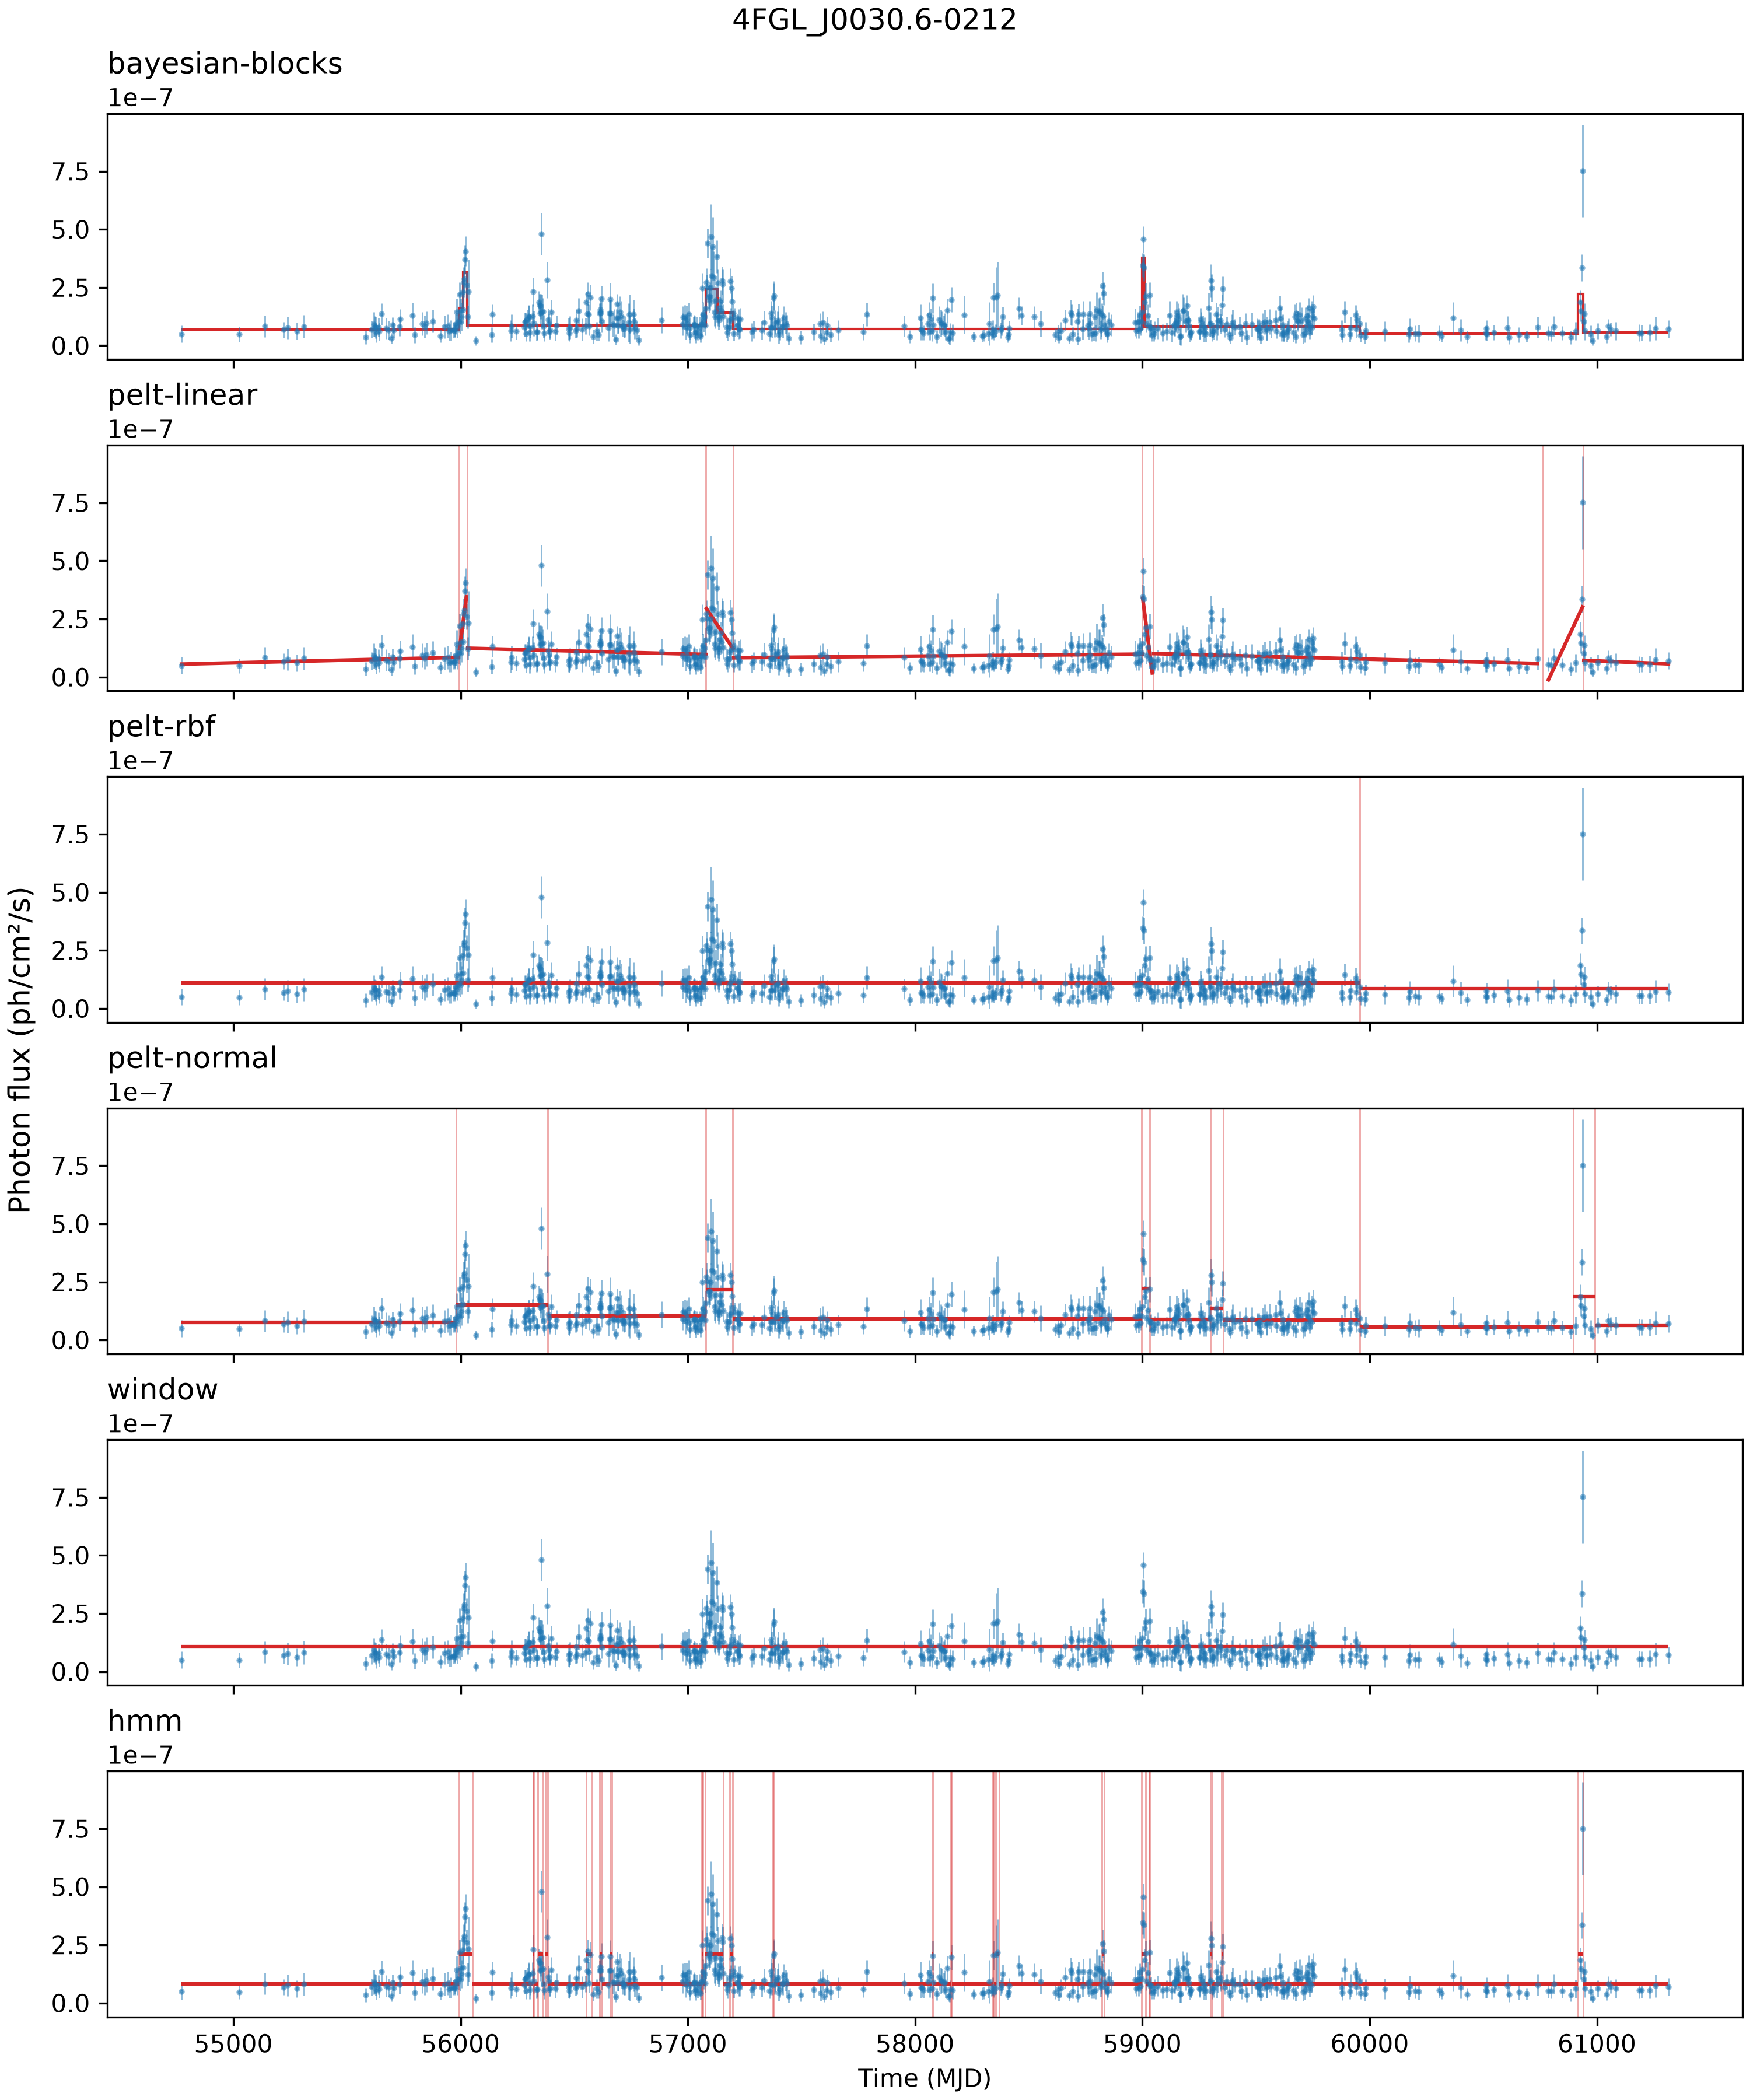 4FGL_J0030.6-0212
bayesian-blocks
1e−7
7.5
5.0
2.5
0.0
pelt-linear
1e−7
7.5
5.0
2.5
0.0
pelt-rbf
1e−7
7.5
5.0
2.5
0.0
Photon flux (ph/cm²/s)
pelt-normal
1e−7
7.5
5.0
2.5
0.0
window
1e−7
7.5
5.0
2.5
0.0
hmm
1e−7
7.5
5.0
2.5
0.0
55000 56000 57000 58000 59000 60000 61000
Time (MJD)